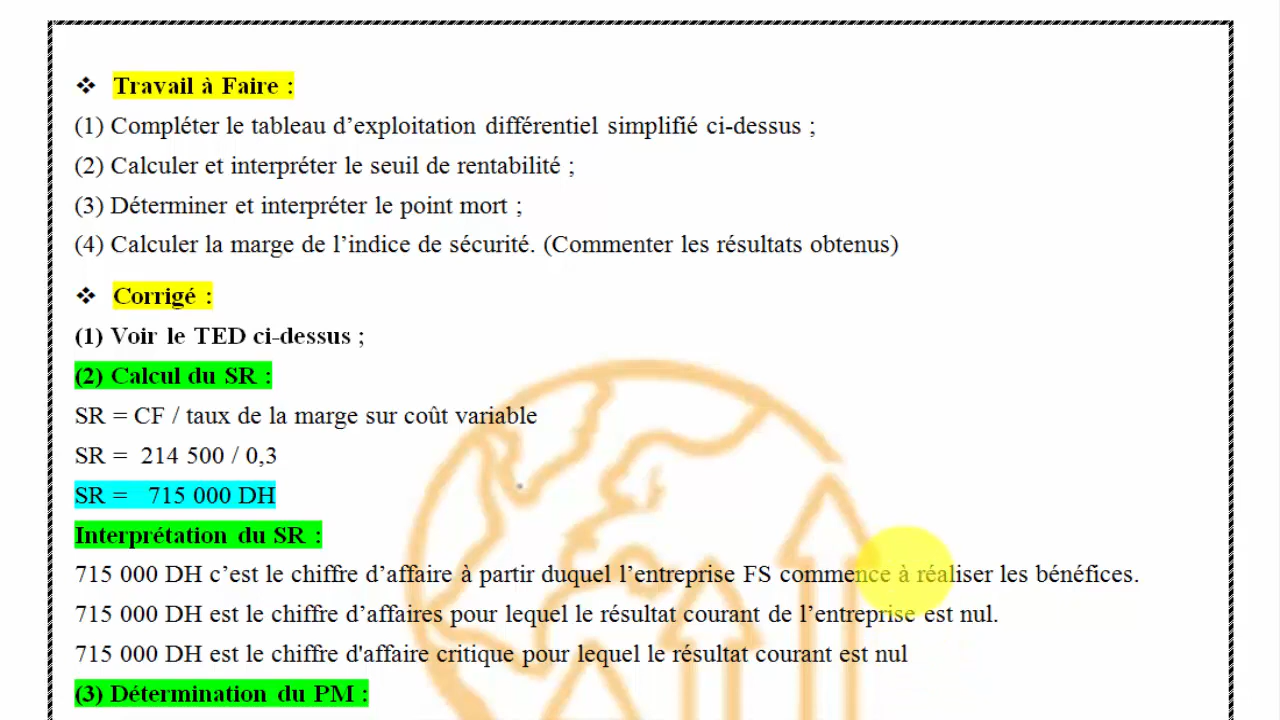 ❖ Travail à Faire :
(1) Compléter le tableau d’exploitation différentiel simplifié ci-dessus ;
(2) Calculer et interpréter le seuil de rentabilité ;
(3) Déterminer et interpréter le point mort ;
(4) Calculer la marge de l’indice de sécurité. (Commenter les résultats obtenus)
❖ Corrigé :
(1) Voir le TED ci-dessus ;
(2) Calcul du SR :
SR = CF / taux de la marge sur coût variable
SR = 214 500 / 0,3
SR = 715 000 DH
Interprétation du SR :
715 000 DH c’est le chiffre d’affaire à partir duquel l’entreprise FS commence à réaliser les bénéfices.
715 000 DH est le chiffre d’affaires pour lequel le résultat courant de l’entreprise est nul.
715 000 DH est le chiffre d'affaire critique pour lequel le résultat courant est nul
(3) Détermination du PM :